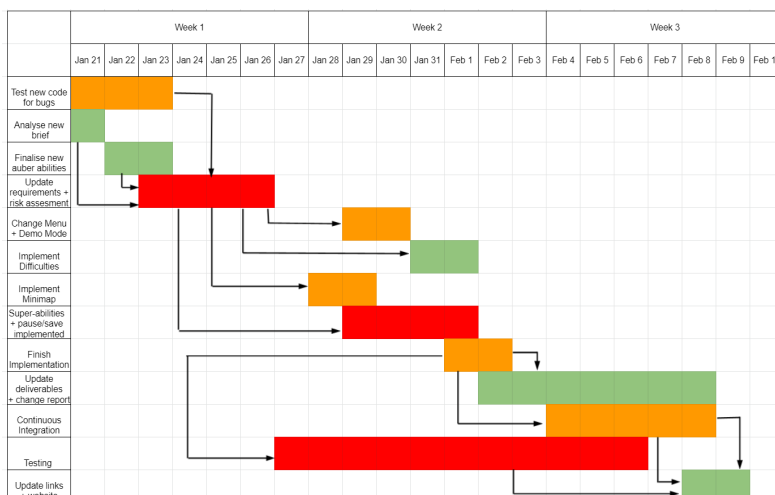 Week 1 Week 2 Week 3
Jan 21 Jan 22 Jan 23 Jan 24 Jan 25 Jan 26 Jan 27 Jan 28 Jan 29 Jan 30 Jan 31 Feb 1 Feb 2 Feb 3 Feb 4 Feb 5 Feb 6 Feb 7 Feb 8 Feb 9 Feb 1
Test new code
for bugs
Analyse new
brief
Finalise new
auber abilities
Update
requirements +
risk assesment
Change Menu
+ Demo Mode
Implement
Difficulties
Implement
Minimap
Super-abilities
+ pause/save
implemented
Finish
Implementation
Update
deliverables
+ change report
Continuous
Integration
Testing
Update links
+ website